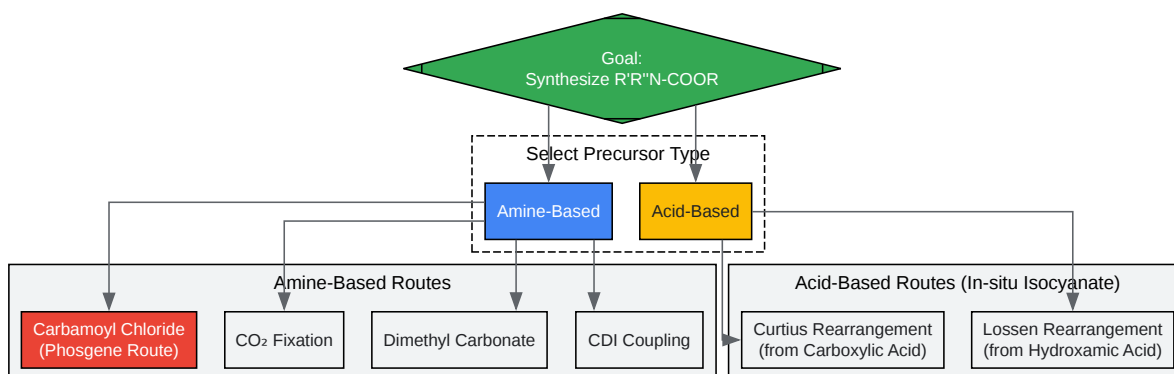 Goal:
Synthesize R'R"N-COOR
Select Precursor Type
Amine-Based
Acid-Based
Amine-Based Routes
Carbamoyl Chloride
(Phosgene Route)
CO₂ Fixation
Dimethyl Carbonate
CDI Coupling
Acid-Based Routes (In-situ Isocyanate)
Curtius Rearrangement
(from Carboxylic Acid)
Lossen Rearrangement
(from Hydroxamic Acid)